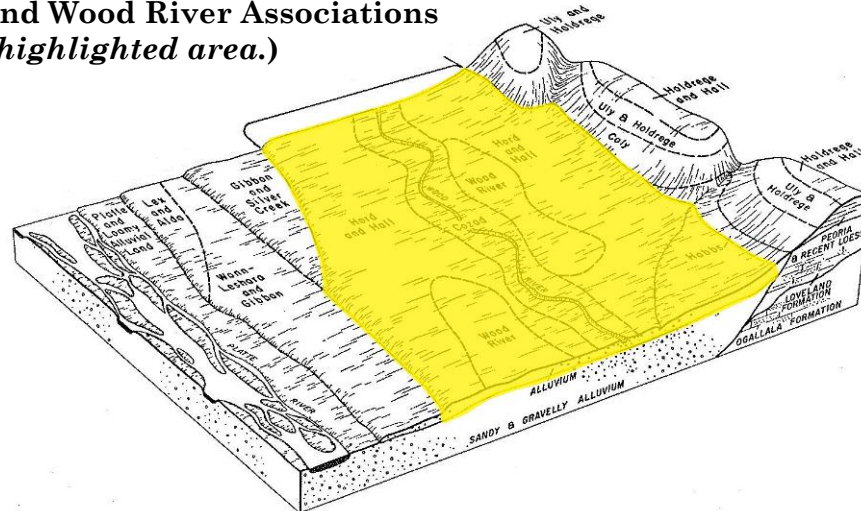 nd Wood River Associations
highlighted area.)
Uly and
Holdrege
Holdrege
and Hall
Uly & Holdrege
Coly
Holdrege
and Hall
Uly &
Holdrege
Hord
and
Hall
Wood
River
WOOD
Cozad
RIVER
Hord
and Hall
Hobbs
Wood
River
Gibbon
and
Silver
Creek
Lex
and
Alda
Platte
and
Loamy
Alluvial
Land
Wann-
Leshara
and
Gibbon
PLATTE
RIVER
PEORIA
& RECENT LOESS
LOVELAND
FORMATION
OGALLALA FORMATION
ALLUVIUM
SANDY & GRAVELLY ALLUVIUM